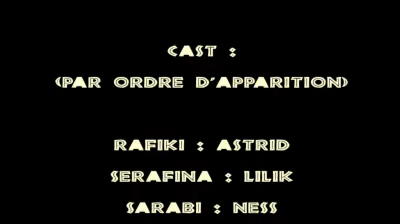 CAST :
(PAR ORDRE D'APPARITION)
RAFIKI : ASTRID
SERAFINA : LILIK
SARABI : NESS